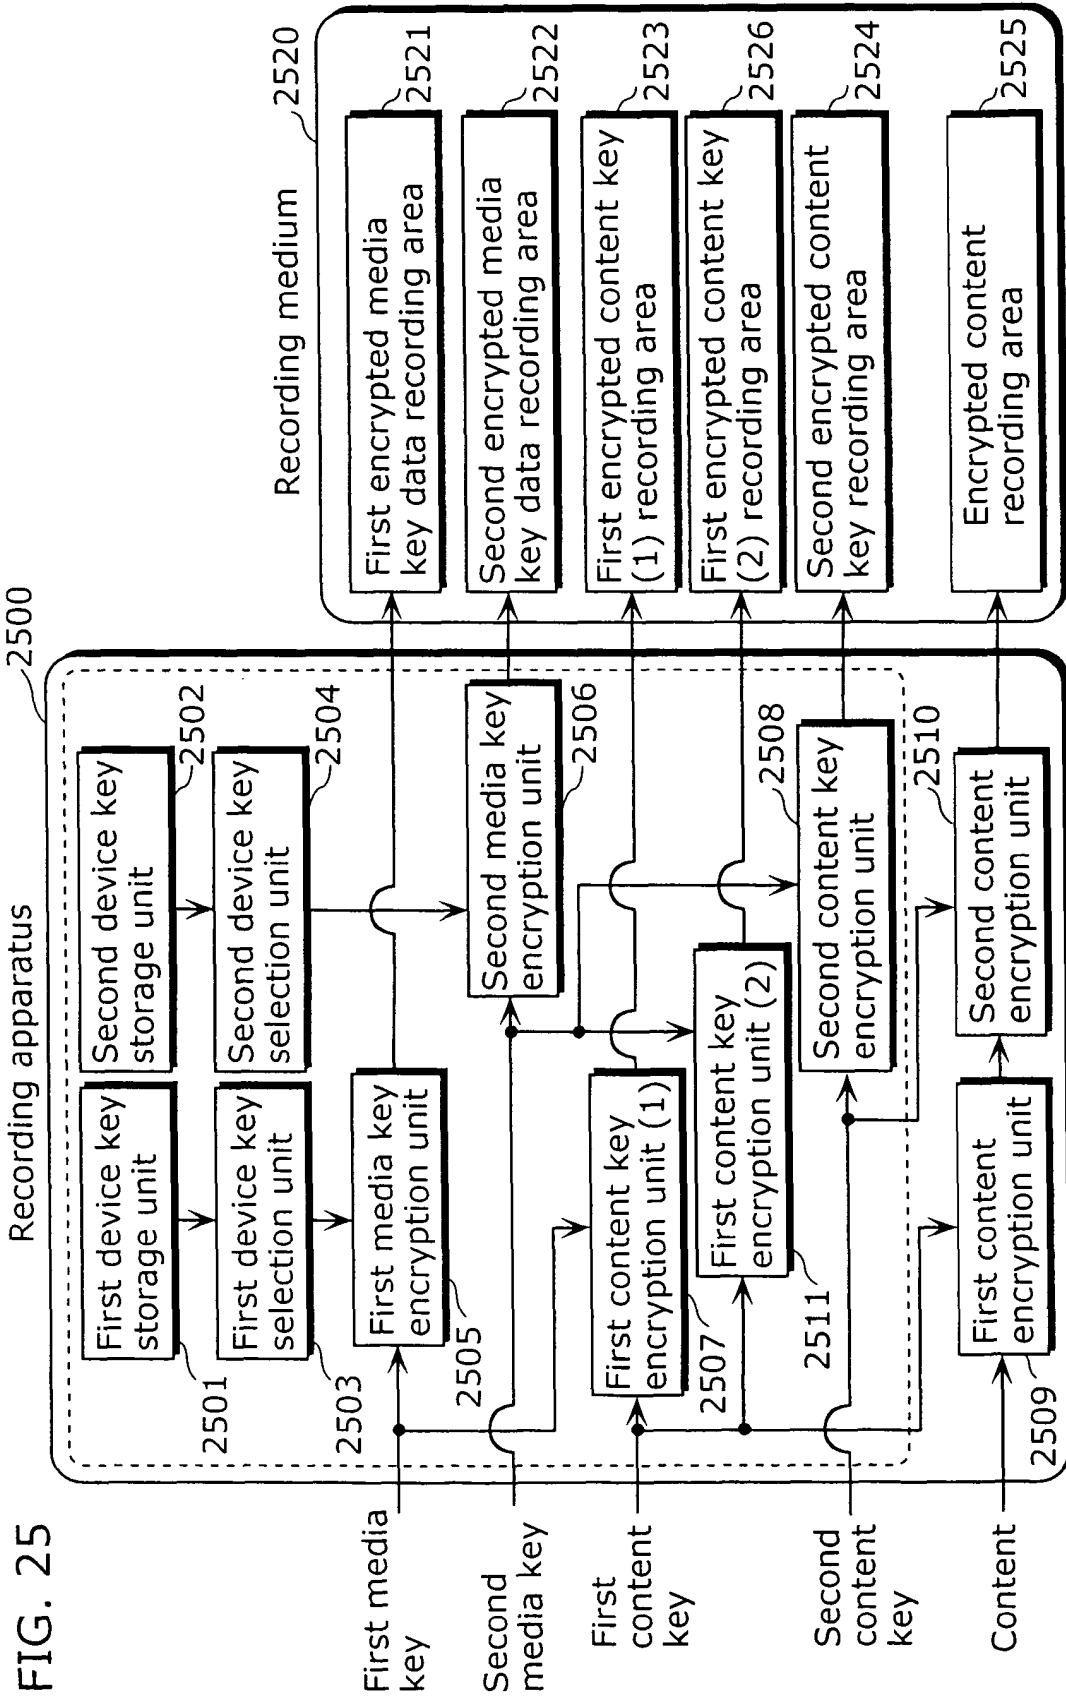 FIG. 25
Recording apparatus
2500
Recording medium
2520
First device key
storage unit
2501
Second device key
storage unit
2502
First device key
selection unit
2503
Second device key
selection unit
2504
First media
key
First media key
encryption unit
2505
First encrypted media
key data recording area
2521
Second
media key
Second media key
encryption unit
2506
Second encrypted media
key data recording area
2522
First
content
key
First content key
encryption unit (1)
2507
First encrypted content key
(1) recording area
2523
First content key
encryption unit (2)
2511
First encrypted content key
(2) recording area
2526
Second
content
key
Second content key
encryption unit
2508
Second encrypted content
key recording area
2524
Content
First content
encryption unit
2509
Second content
encryption unit
2510
Encrypted content
recording area
2525